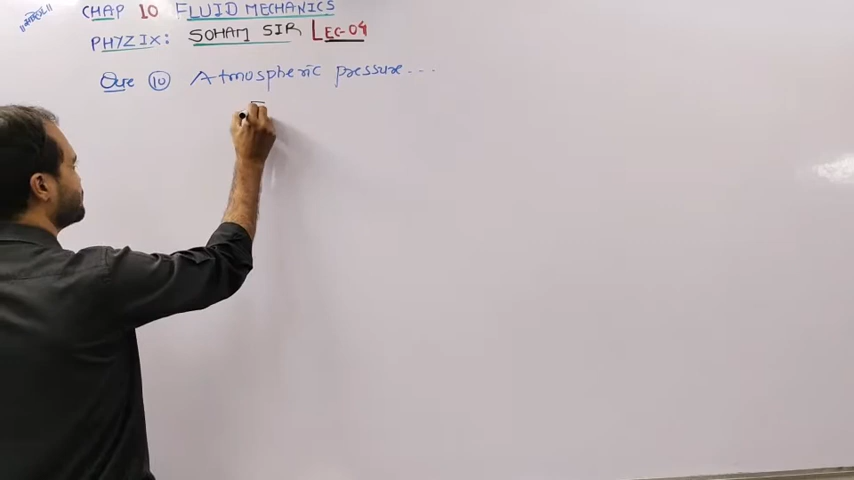 CHAP 10 FLUID MECHANICS
PHYZIX: SOHAM SIR LEC-04
Que 10 Atmospheric pressure...